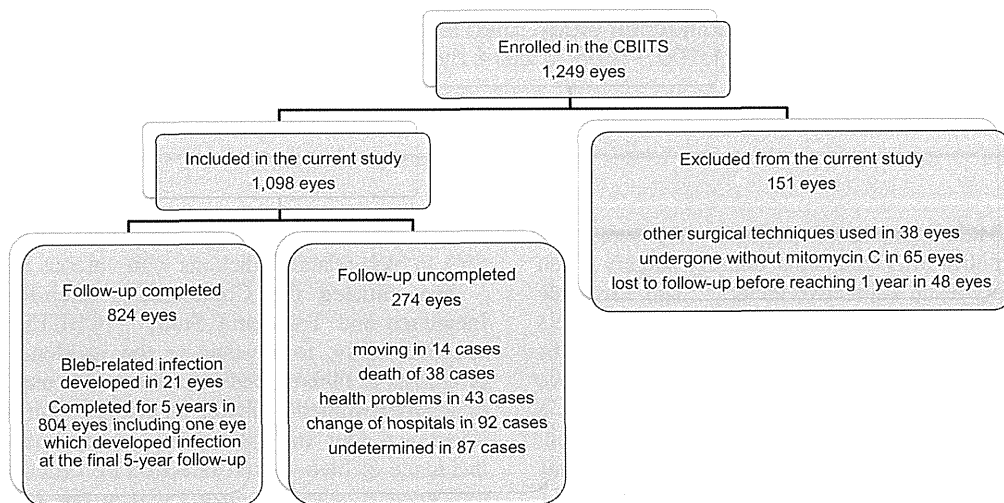 Enrolled in the CBIITS
1,249 eyes
Included in the current study
1,098 eyes
Excluded from the current study
151 eyes
other surgical techniques used in 38 eyes
undergone without mitomycin C in 65 eyes
lost to follow-up before reaching 1 year in 48 eyes
Follow-up completed
824 eyes
Bleb-related infection
developed in 21 eyes
Completed for 5 years in
804 eyes including one eye
which developed infection
at the final 5-year follow-up
Follow-up uncompleted
274 eyes
moving in 14 cases
death of 38 cases
health problems in 43 cases
change of hospitals in 92 cases
undetermined in 87 cases